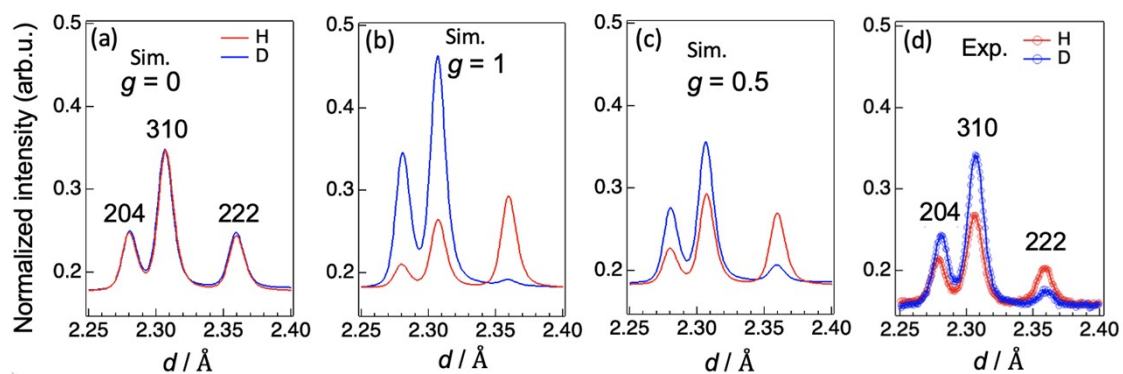 Normalized intensity (arb.u.)
(a)
H
D
Sim.
g = 0
310
204
222
0.5
0.4
0.3
0.2
2.25 2.30 2.35 2.40
d / Å
(b)
Sim.
g = 1
0.5
0.4
0.3
0.2
2.25 2.30 2.35 2.40
d / Å
(c)
Sim.
g = 0.5
0.5
0.4
0.3
0.2
2.25 2.30 2.35 2.40
d / Å
(d)
Exp.
H
D
310
204
222
0.5
0.4
0.3
0.2
2.25 2.30 2.35 2.40
d / Å